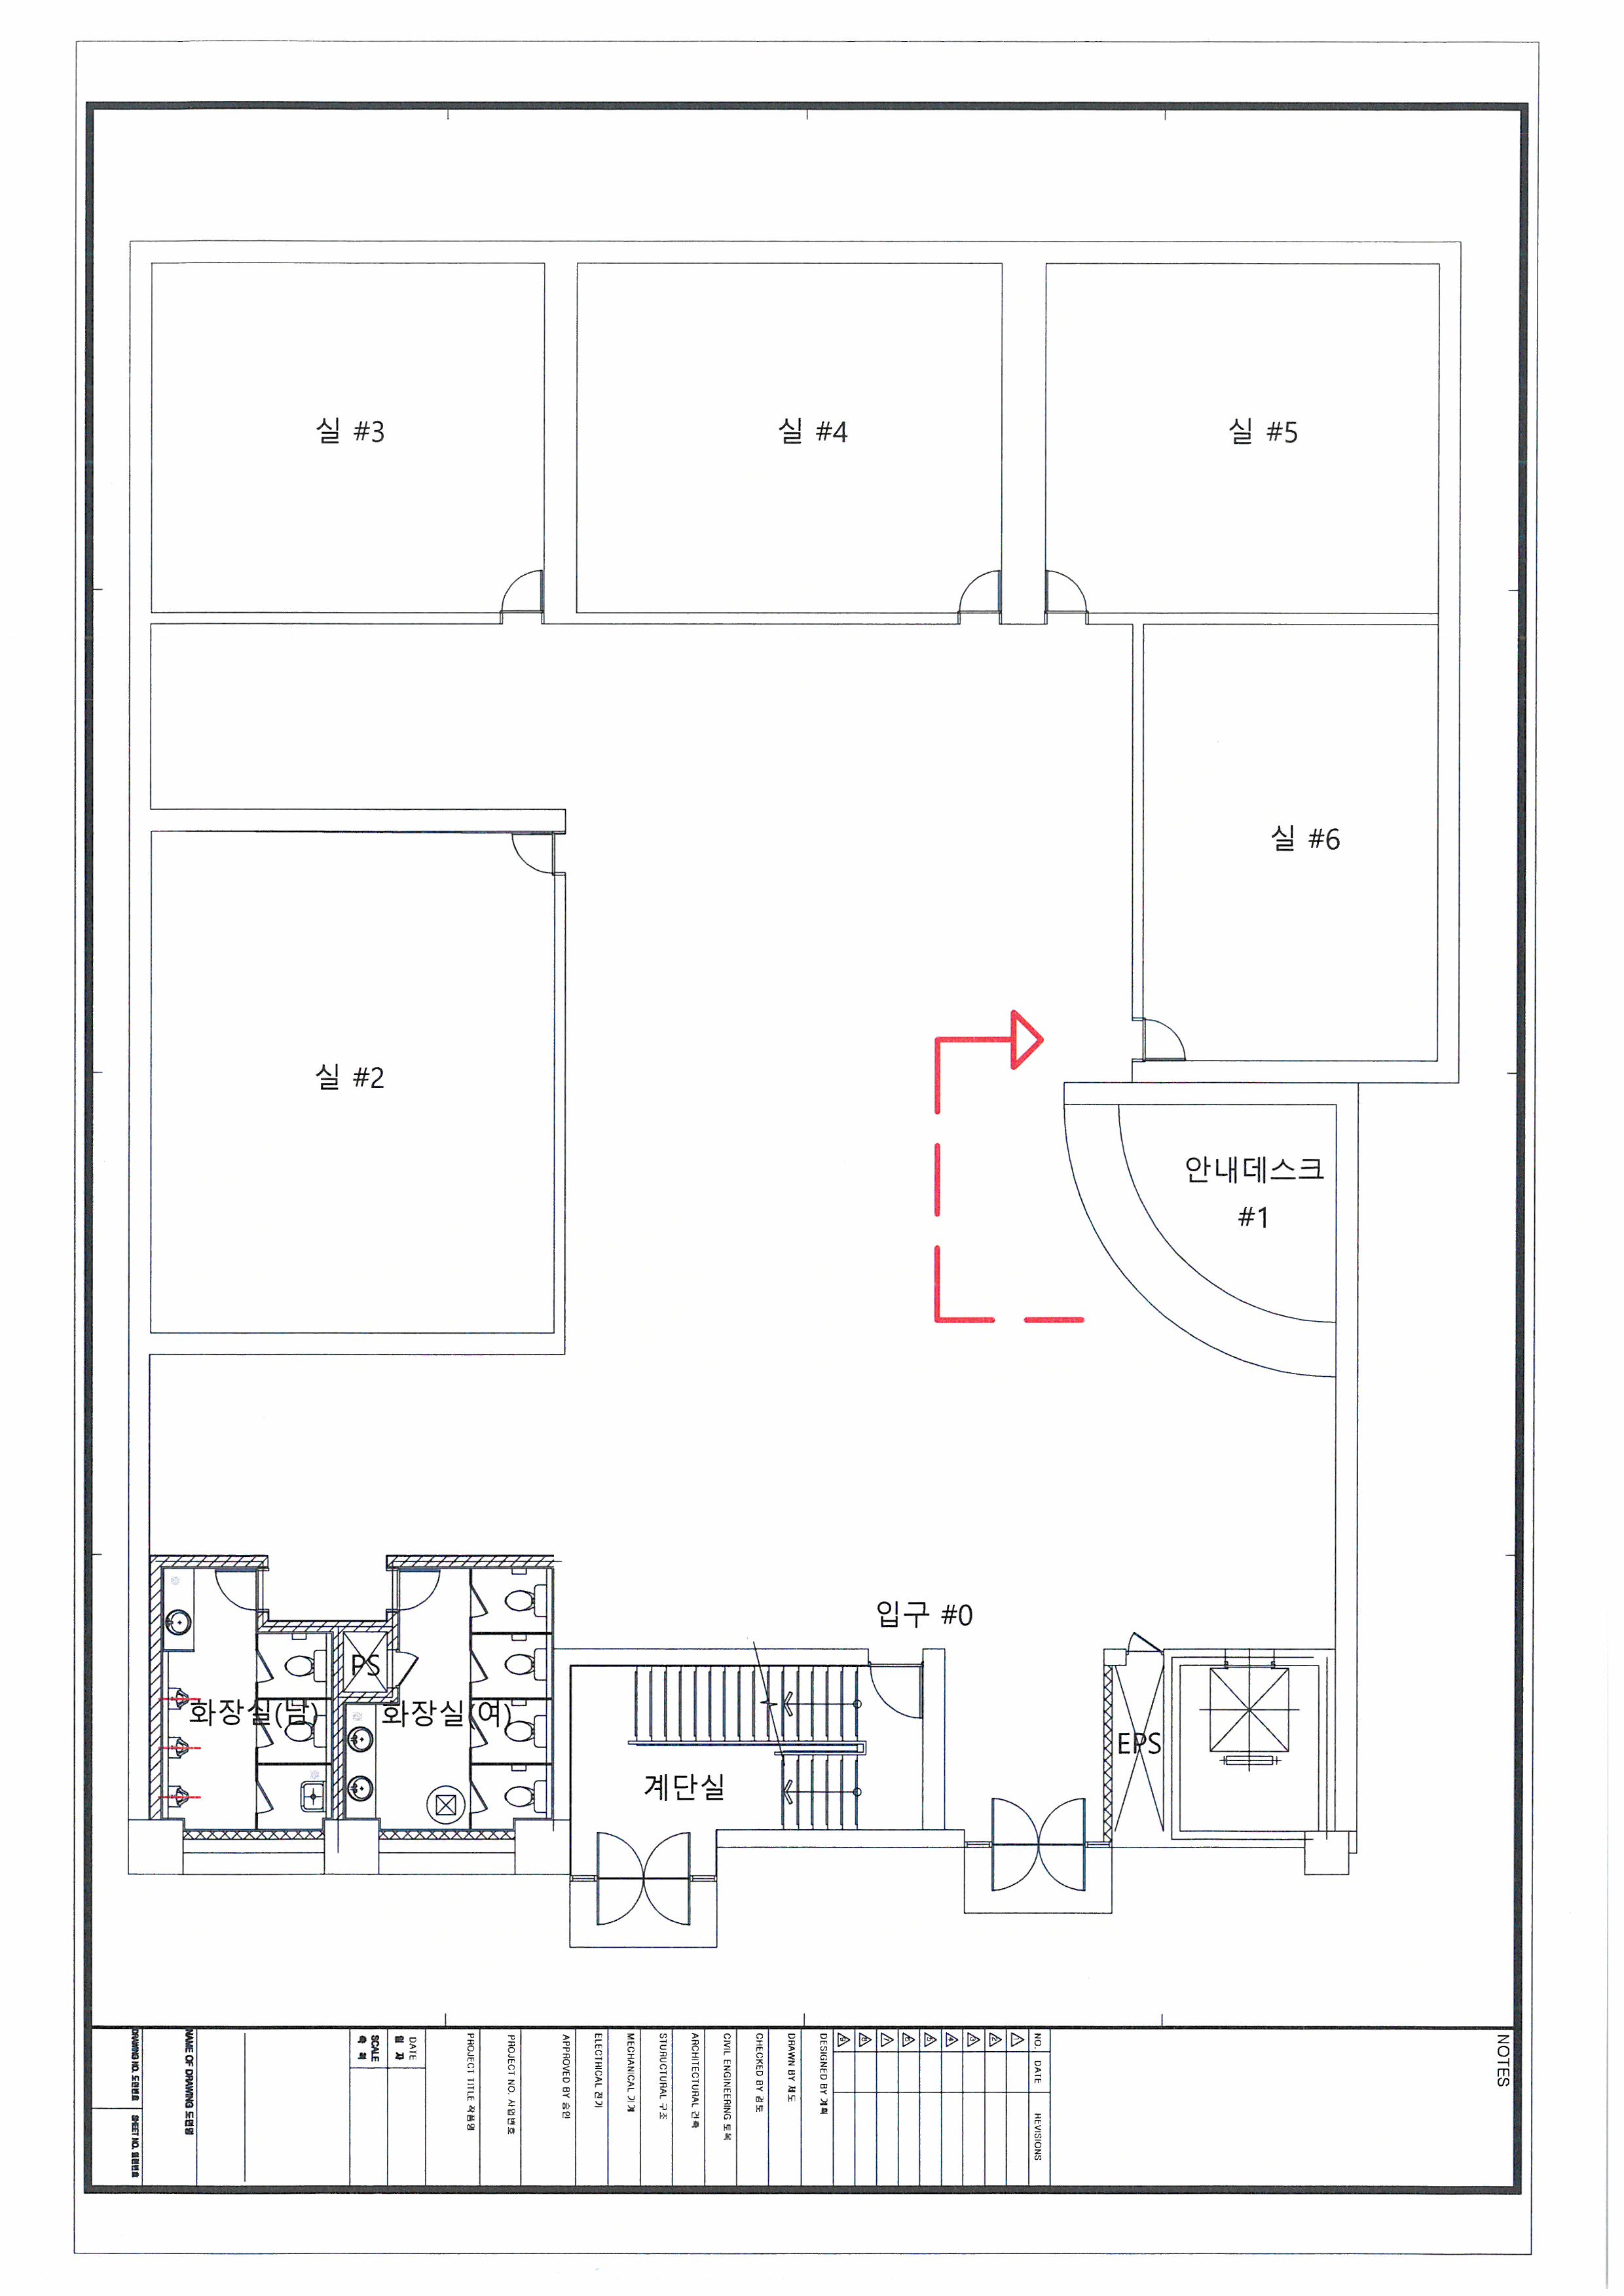 실 #3
실 #4
실 #5
실 #6
실 #2
안내데스크
#1
입구 #0
PS
화장실(남)
화장실(여)
계단실
EPS
DRAWING NO. 도면번호
SHEET NO. 일련번호
NAME OF DRAWING 도면명
SCALE
축 척
DATE
일 자
PROJECT TITLE 작품명
PROJECT NO. 사업번호
APPROVED BY 승인
ELECTRICAL 전기
MECHANICAL 기계
STURUCTURAL 구조
ARCHITECTURAL 건축
CIVIL ENGINEERING 토목
CHECKED BY 검토
DRAWN BY 제도
DESIGNED BY 계획
NO. DATE REVISIONS
NOTES